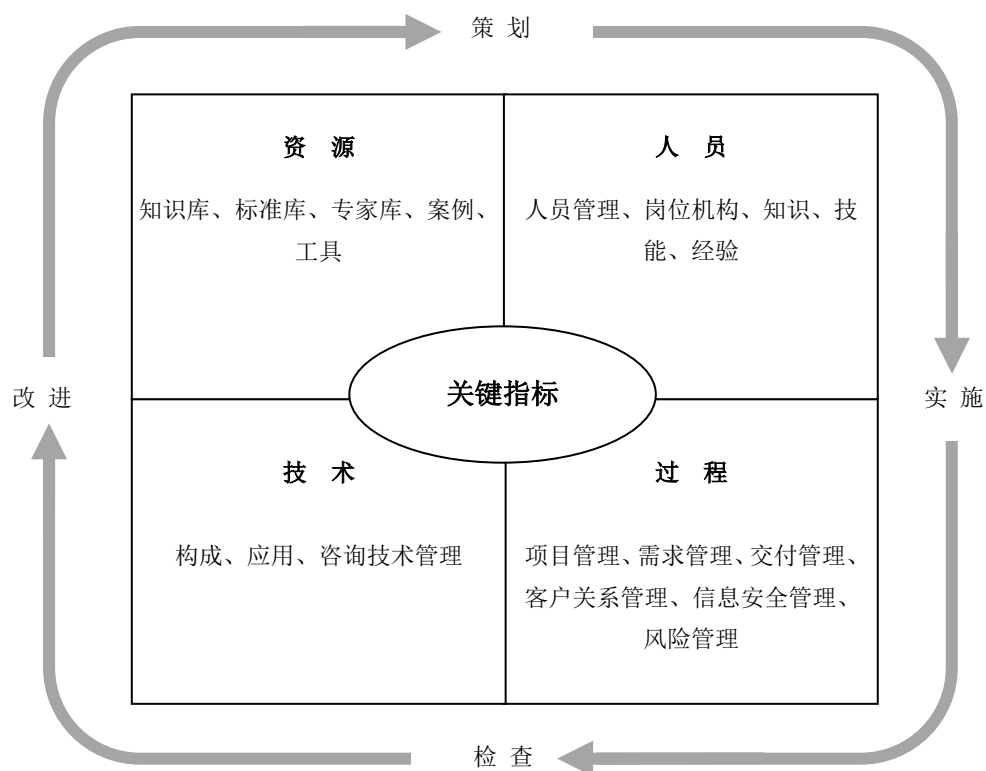 策 划
资 源
知识库、标准库、专家库、案例、
工具
人 员
人员管理、岗位机构、知识、技
能、经验
改 进
关键指标
实 施
技 术
构成、应用、咨询技术管理
过 程
项目管理、需求管理、交付管理、
客户关系管理、信息安全管理、
风险管理
检 查